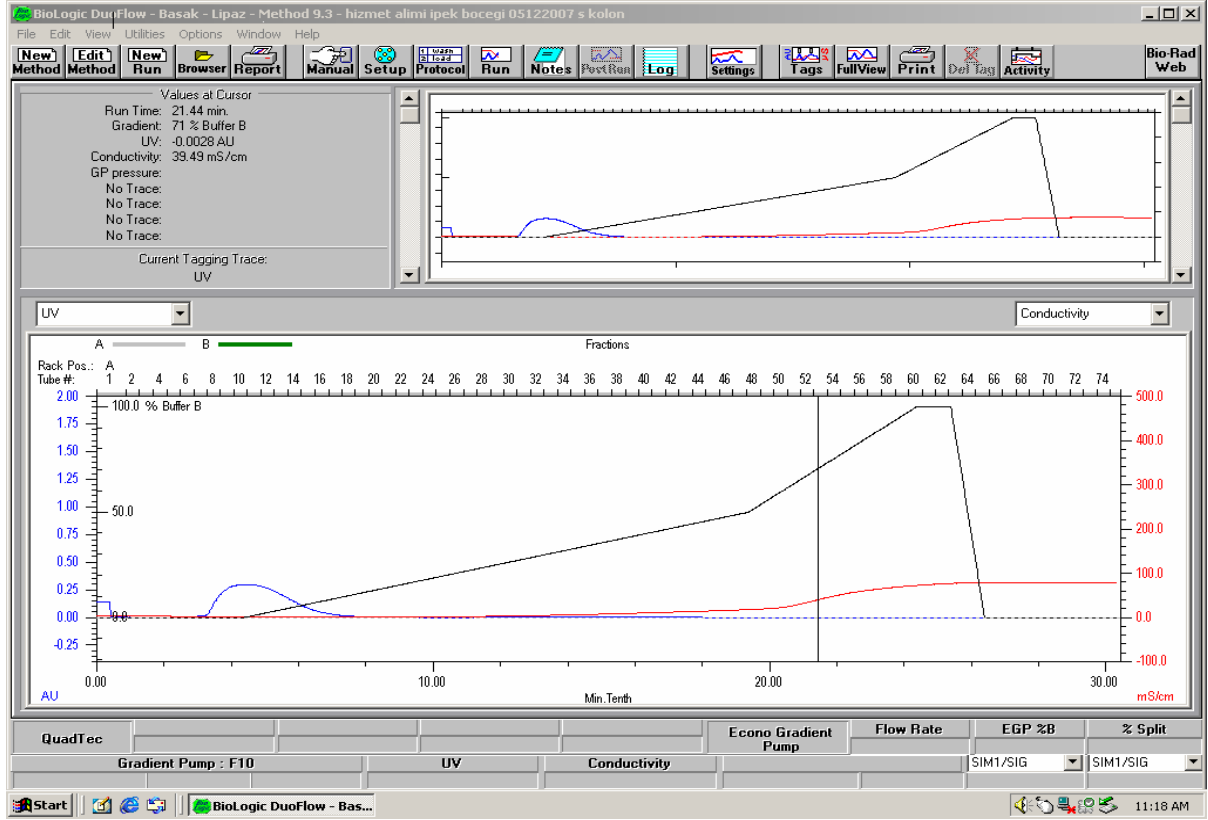 BioLogic DuoFlow - Basak - Lipaz - Method 9.3 - hizmet alimi ipek bocegi 05122007 s kolon
File Edit View Utilities Options Window Help
New Method Edit Method New Run Browser Report Manual Setup 1 wash 2 load Protocol Run Notes PostRun Log Settings Tags FullView Print Del Tag Activity Bio-Rad Web
Values at Cursor
Run Time: 21.44 min.
Gradient: 71 % Buffer B
UV: -0.0028 AU
Conductivity: 39.49 mS/cm
GP pressure:
No Trace:
No Trace:
No Trace:
No Trace:
Current Tagging Trace:
UV
UV Conductivity
A B Fractions
Rack Pos.: A
Tube #: 1 2 4 6 8 10 12 14 16 18 20 22 24 26 28 30 32 34 36 38 40 42 44 46 48 50 52 54 56 58 60 62 64 66 68 70 72 74
2.00 100.0 % Buffer B 500.0
1.75
400.0
1.50
1.25
300.0
1.00 50.0
0.75
200.0
0.50
100.0
0.25
0.00 0.0 0.0
-0.25
-100.0
0.00 10.00 20.00 30.00
AU Min.Tenth mS/cm
QuadTec Econo Gradient Pump Flow Rate EGP %B % Split
Gradient Pump : F10 UV Conductivity SIM1/SIG SIM1/SIG
Start BioLogic DuoFlow - Bas... 11:18 AM